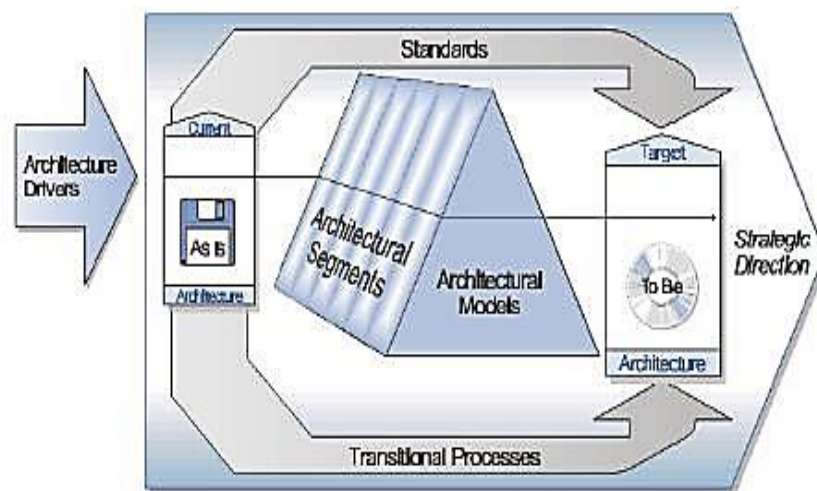 Standards
Architecture
Drivers
Current
As Is
Architecture
Architectural
Segments
Architectural
Models
Target
To Be
Architecture
Strategic
Direction
Transitional Processes